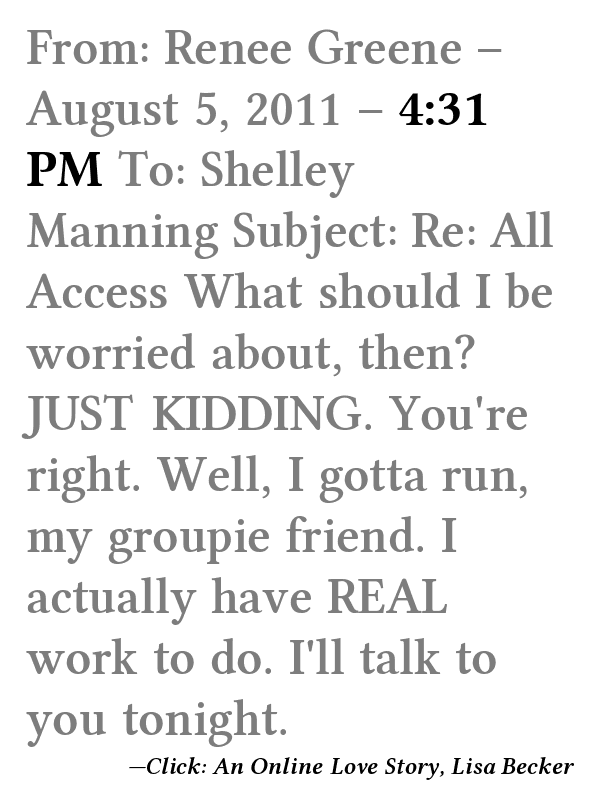 From: Renee Greene –
August 5, 2011 – 4:31
PM To: Shelley
Manning Subject: Re: All
Access What should I be
worried about, then?
JUST KIDDING. You're
right. Well, I gotta run,
my groupie friend. I
actually have REAL
work to do. I'll talk to
you tonight.
—Click: An Online Love Story, Lisa Becker